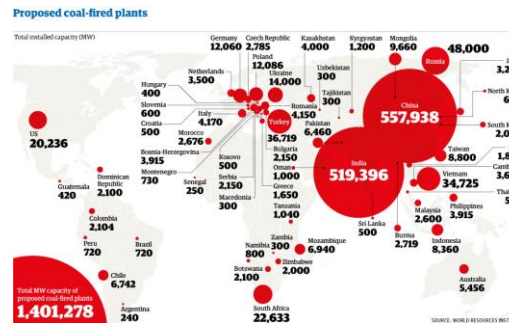 Proposed coal-fired plants
Total installed capacity (MW)
Germany
12,060
Czech Republic
2,785
Poland
12,086
Ukraine
14,000
Kazakhstan
4,000
Kyrgyzstan
1,200
Mongolia
9,660
Russia
48,000
Netherlands
3,500
Uzbekistan
300
Tajikistan
300
Hungary
400
Slovenia
600
Croatia
500
Italy
4,170
Romania
4,150
Pakistan
6,460
China
557,938
US
20,236
Morocco
2,676
Turkey
36,719
Bosnia-Herzegovina
3,915
Kosovo
500
Bulgaria
2,150
Oman
1,000
India
519,396
Taiwan
8,800
Montenegro
730
Senegal
250
Serbia
2,150
Macedonia
300
Greece
1,650
Vietnam
34,725
Guatemala
420
Dominican
Republic
2,100
Tanzania
1,040
Sri Lanka
500
Burma
2,719
Malaysia
2,600
Philippines
3,915
Colombia
2,104
Peru
720
Brazil
720
Zambia
300
Namibia
800
Mozambique
6,940
Zimbabwe
2,000
Botswana
2,100
Indonesia
8,360
Chile
6,742
Argentina
240
South Africa
22,633
Australia
5,456
Total MW capacity of
proposed coal-fired plants
1,401,278
SOURCE: WORLD RESOURCES INST